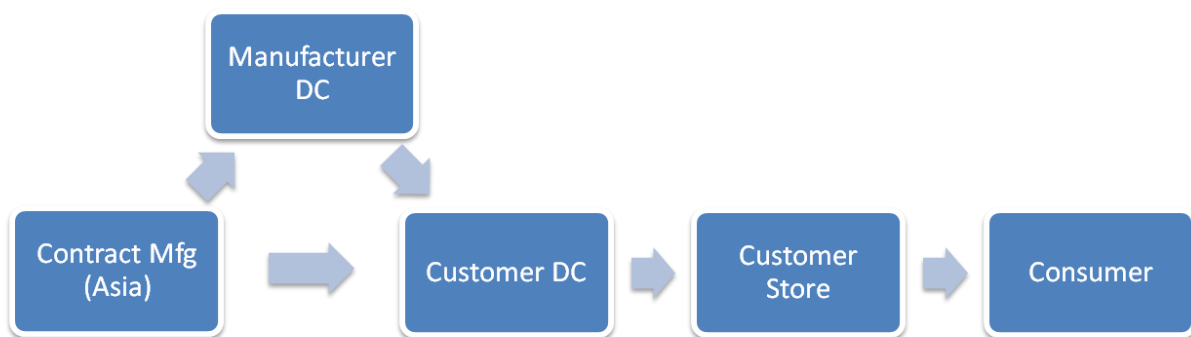 Manufacturer
DC
Contract Mfg
(Asia)
Customer DC
Customer
Store
Consumer